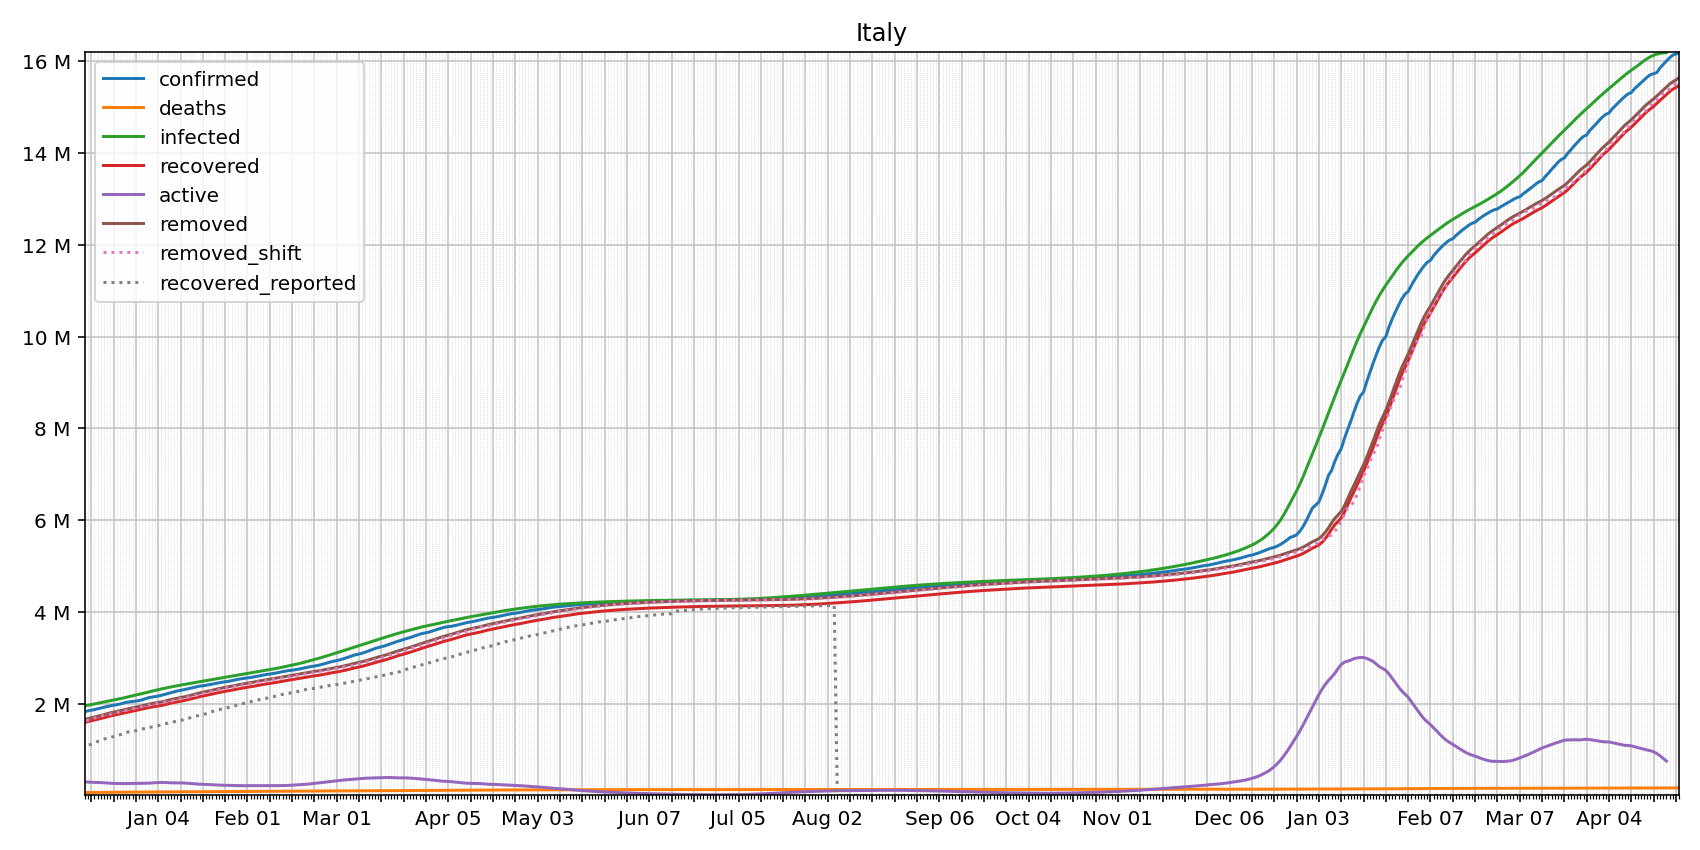 Italy
16 M
14 M
12 M
10 M
8 M
6 M
4 M
2 M
confirmed
deaths
infected
recovered
active
removed
removed_shift
recovered_reported
Jan 04 Feb 01 Mar 01 Apr 05 May 03 Jun 07 Jul 05 Aug 02 Sep 06 Oct 04 Nov 01 Dec 06 Jan 03 Feb 07 Mar 07 Apr 04